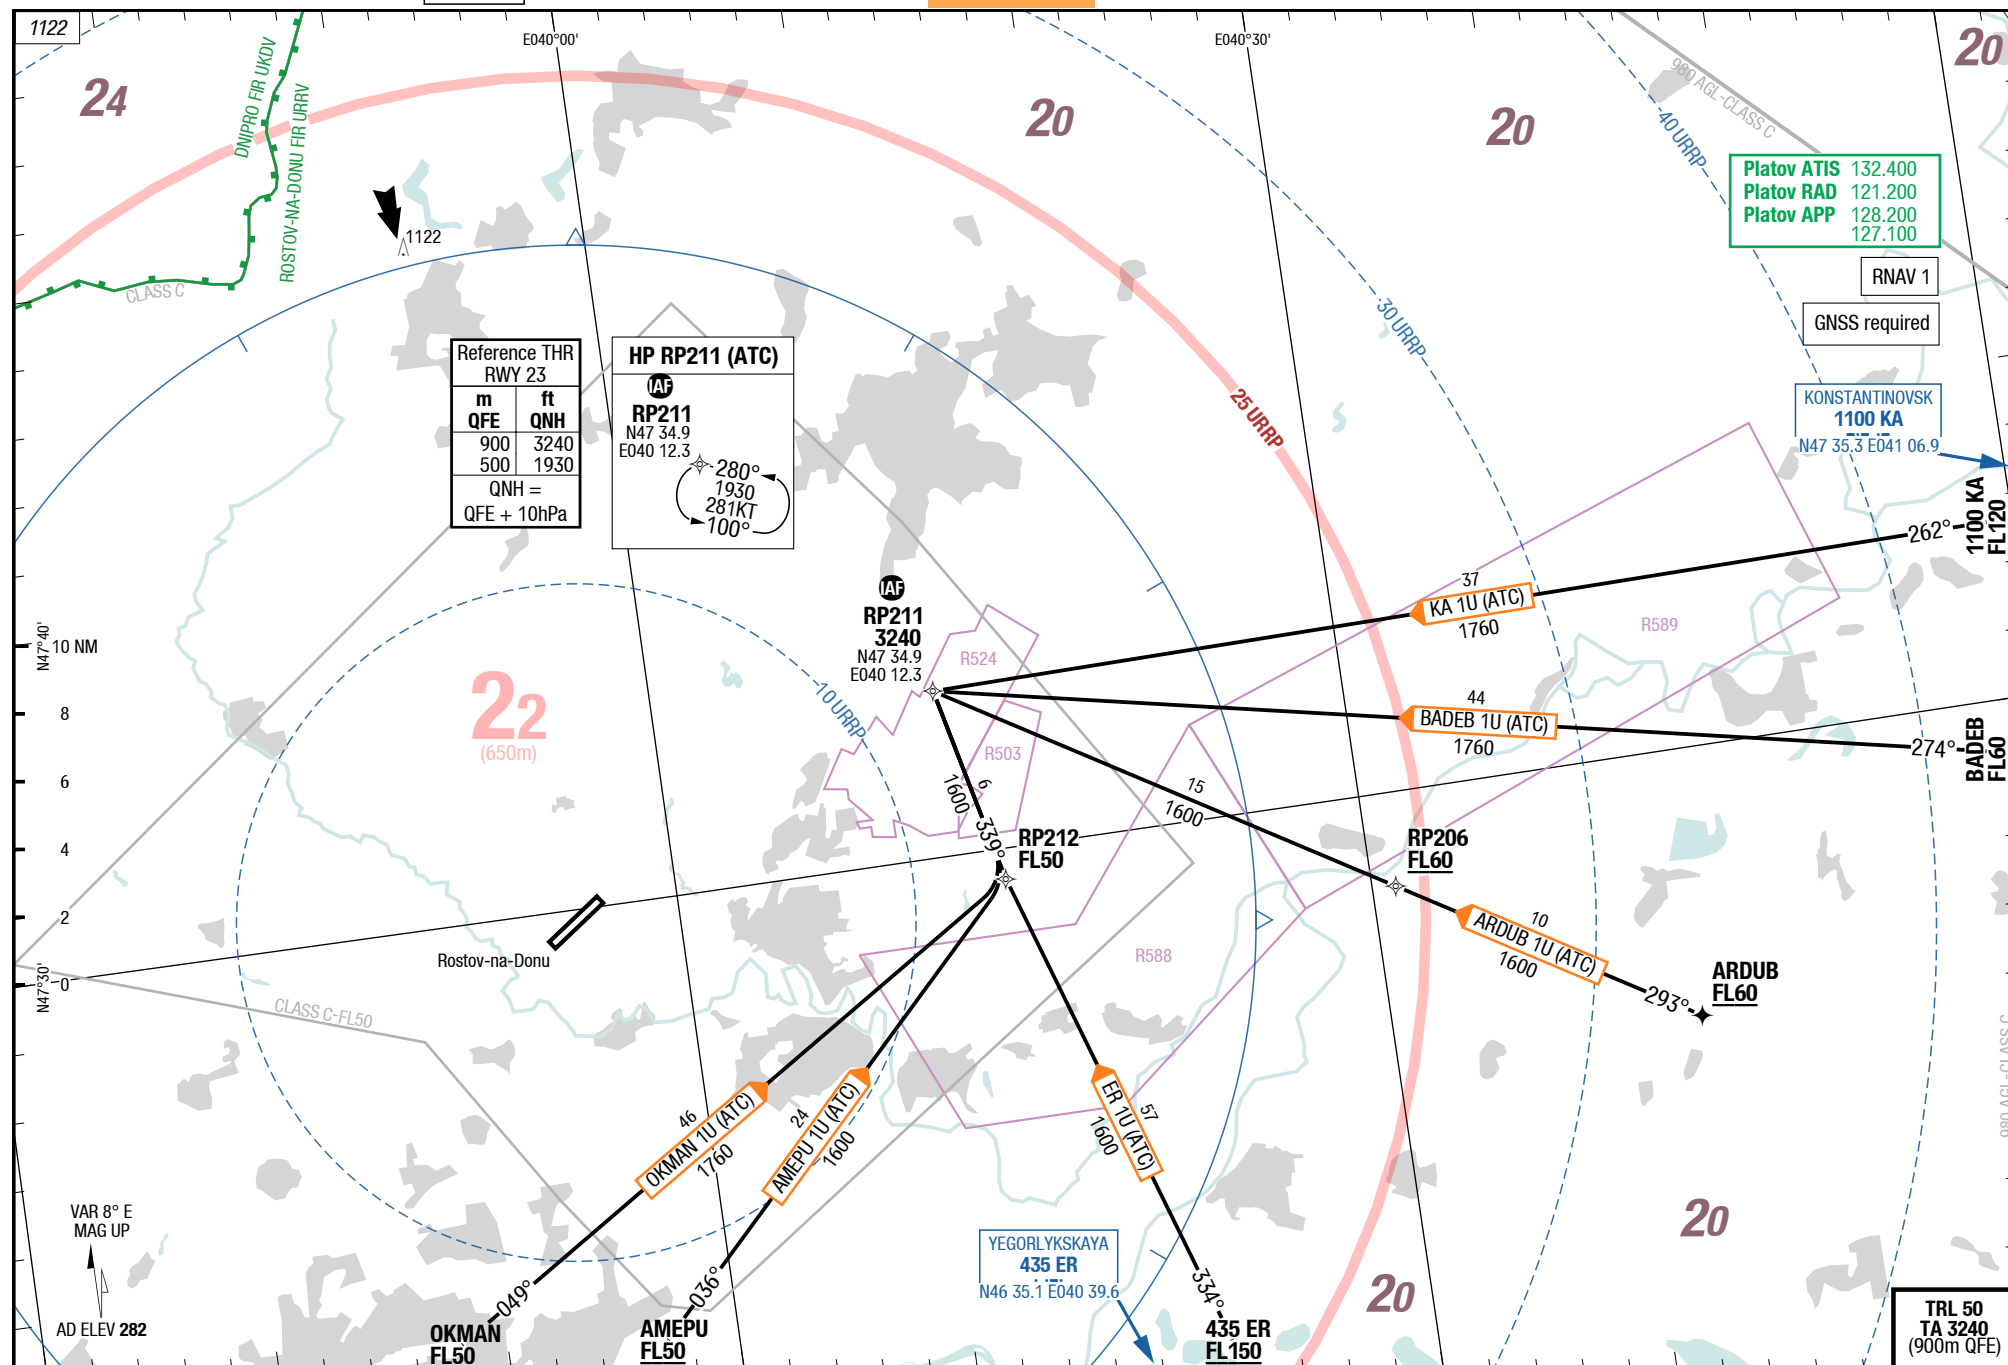 1122
E040°00'
E040°30'
24
20
20
20
DNIPRO FIR UKDV
ROSTOV-NA-DONU FIR URRV
980 AGL-CLASS C
40 URRP
Platov ATIS 132.400
Platov RAD 121.200
Platov APP 128.200
127.100
1122
CLASS C
RNAV 1
GNSS required
30 URRP
25 URRP
Reference THR
RWY 23
m ft
QFE QNH
900 3240
500 1930
QNH =
QFE + 10hPa
HP RP211 (ATC)
IAF
RP211
N47 34.9
E040 12.3
280°
1930
281KT
100°
KONSTANTINOVSK
1100 KA
N47 35.3 E041 06.9
1100 KA
FL120
262°
37
KA 1U (ATC)
1760
IAF
RP211
3240
N47 34.9
E040 12.3
R524
R589
N47°40'
10 NM
8
6
4
2
0
N47°30'
22
(650m)
10 URRP
44
BADEB 1U (ATC)
1760
274°
BADEB
FL60
R503
6
1600
339°
15
1600
RP212
FL50
RP206
FL60
10
ARDUB 1U (ATC)
1600
293°
ARDUB
FL60
Rostov-na-Donu
CLASS C-FL50
R588
980 AGL-CLASS C
46
OKMAN 1U (ATC)
1760
24
AMEPU 1U (ATC)
1600
57
ER 1U (ATC)
1600
VAR 8° E
MAG UP
AD ELEV 282
049°
OKMAN
FL50
036°
AMEPU
FL50
YEGORLYKSKAYA
435 ER
N46 35.1 E040 39.6
334°
435 ER
FL150
20
20
TRL 50
TA 3240
(900m QFE)